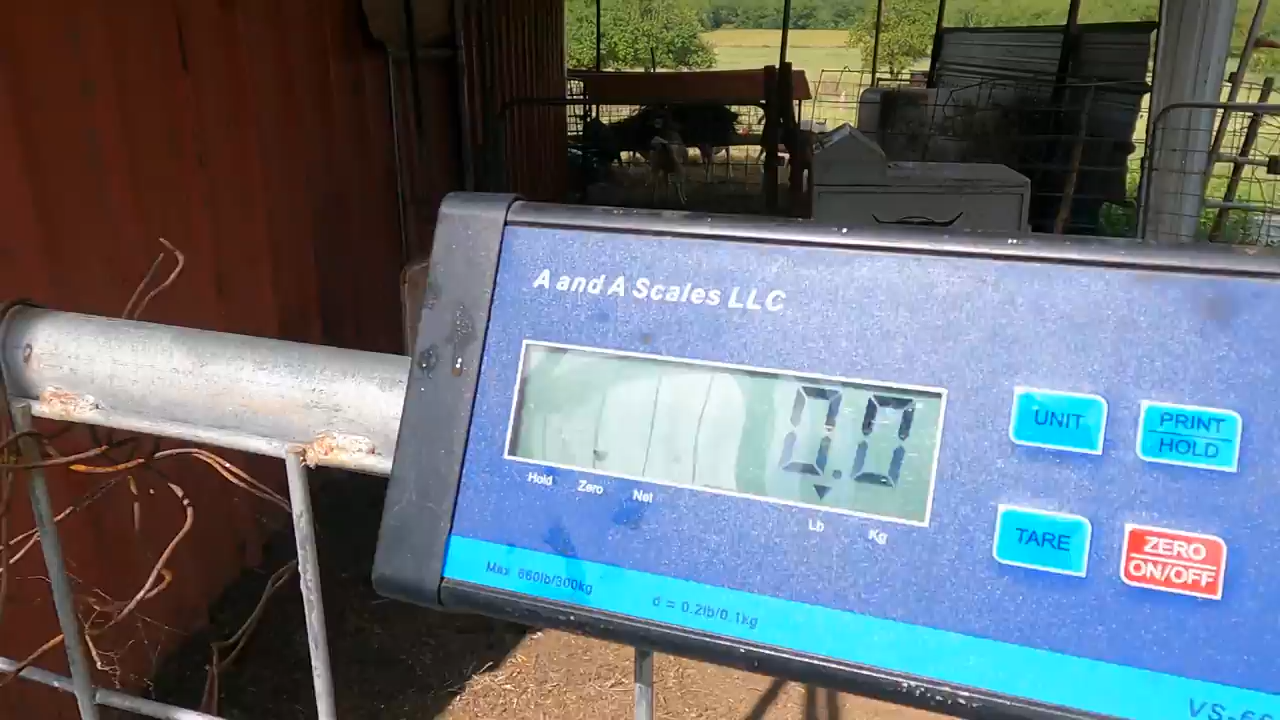 A and A Scales LLC
0.0
Hold Zero Net
Lb Kg
UNIT
PRINT
HOLD
TARE
ZERO
ON/OFF
Max 660lb/300kg
d = 0.2lb/0.1kg